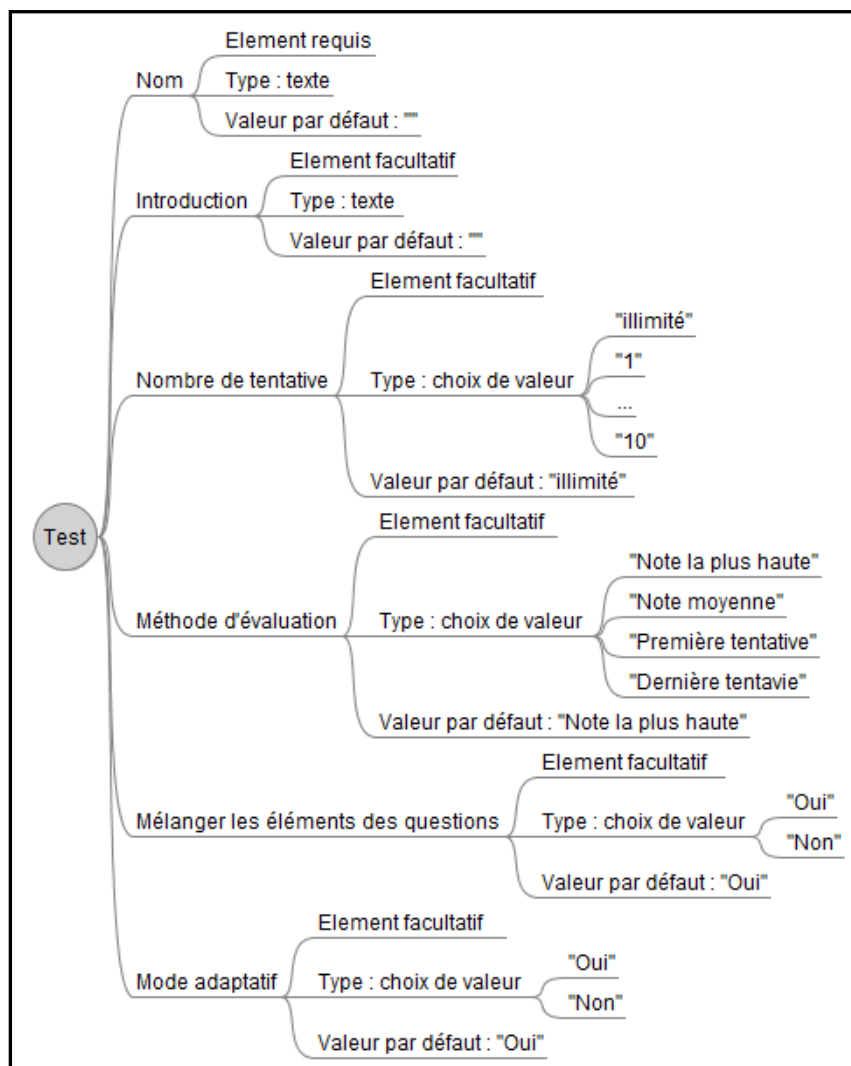 Element requis
Nom
Type : texte
Valeur par défaut : ""
Element facultatif
Introduction
Type : texte
Valeur par défaut : ""
Element facultatif
"illimité"
"1"
Nombre de tentative
Type : choix de valeur
...
"10"
Valeur par défaut : "illimité"
Test
Element facultatif
"Note la plus haute"
"Note moyenne"
Méthode d'évaluation
Type : choix de valeur
"Première tentative"
"Dernière tentavie"
Valeur par défaut : "Note la plus haute"
Element facultatif
"Oui"
Mélanger les éléments des questions
Type : choix de valeur
"Non"
Valeur par défaut : "Oui"
Element facultatif
"Oui"
Mode adaptatif
Type : choix de valeur
"Non"
Valeur par défaut : "Oui"